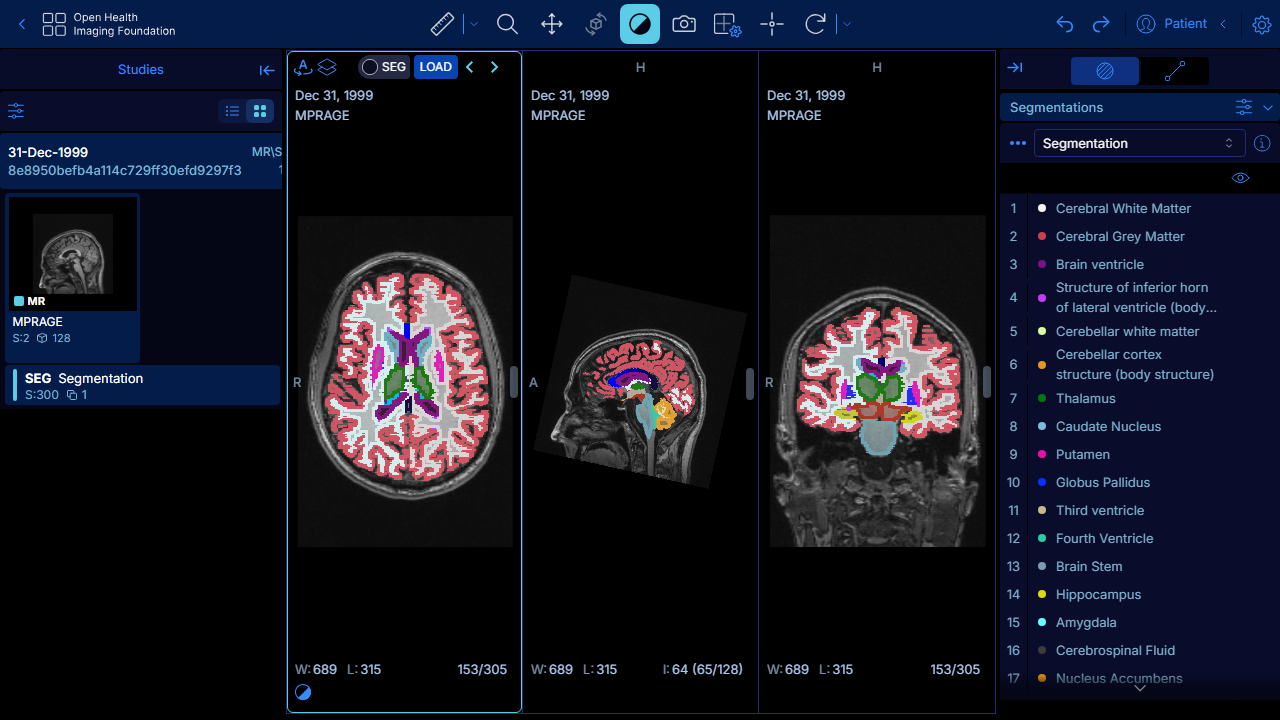 Open Health
Imaging Foundation
Patient
Studies
31-Dec-1999
MR\S
8e8950befb4a114c729ff30efd9297f3
MR
MPRAGE
S:2 128
SEG Segmentation
S:300 1
SEG LOAD
Dec 31, 1999
MPRAGE
R
W: 689 L: 315 153/305
H
Dec 31, 1999
MPRAGE
A
W: 689 L: 315 I: 64 (65/128)
H
Dec 31, 1999
MPRAGE
R
W: 689 L: 315 153/305
Segmentations
Segmentation
1 Cerebral White Matter
2 Cerebral Grey Matter
3 Brain ventricle
4 Structure of inferior horn
of lateral ventricle (body...
5 Cerebellar white matter
6 Cerebellar cortex
structure (body structure)
7 Thalamus
8 Caudate Nucleus
9 Putamen
10 Globus Pallidus
11 Third ventricle
12 Fourth Ventricle
13 Brain Stem
14 Hippocampus
15 Amygdala
16 Cerebrospinal Fluid
17 Nucleus Accumbens